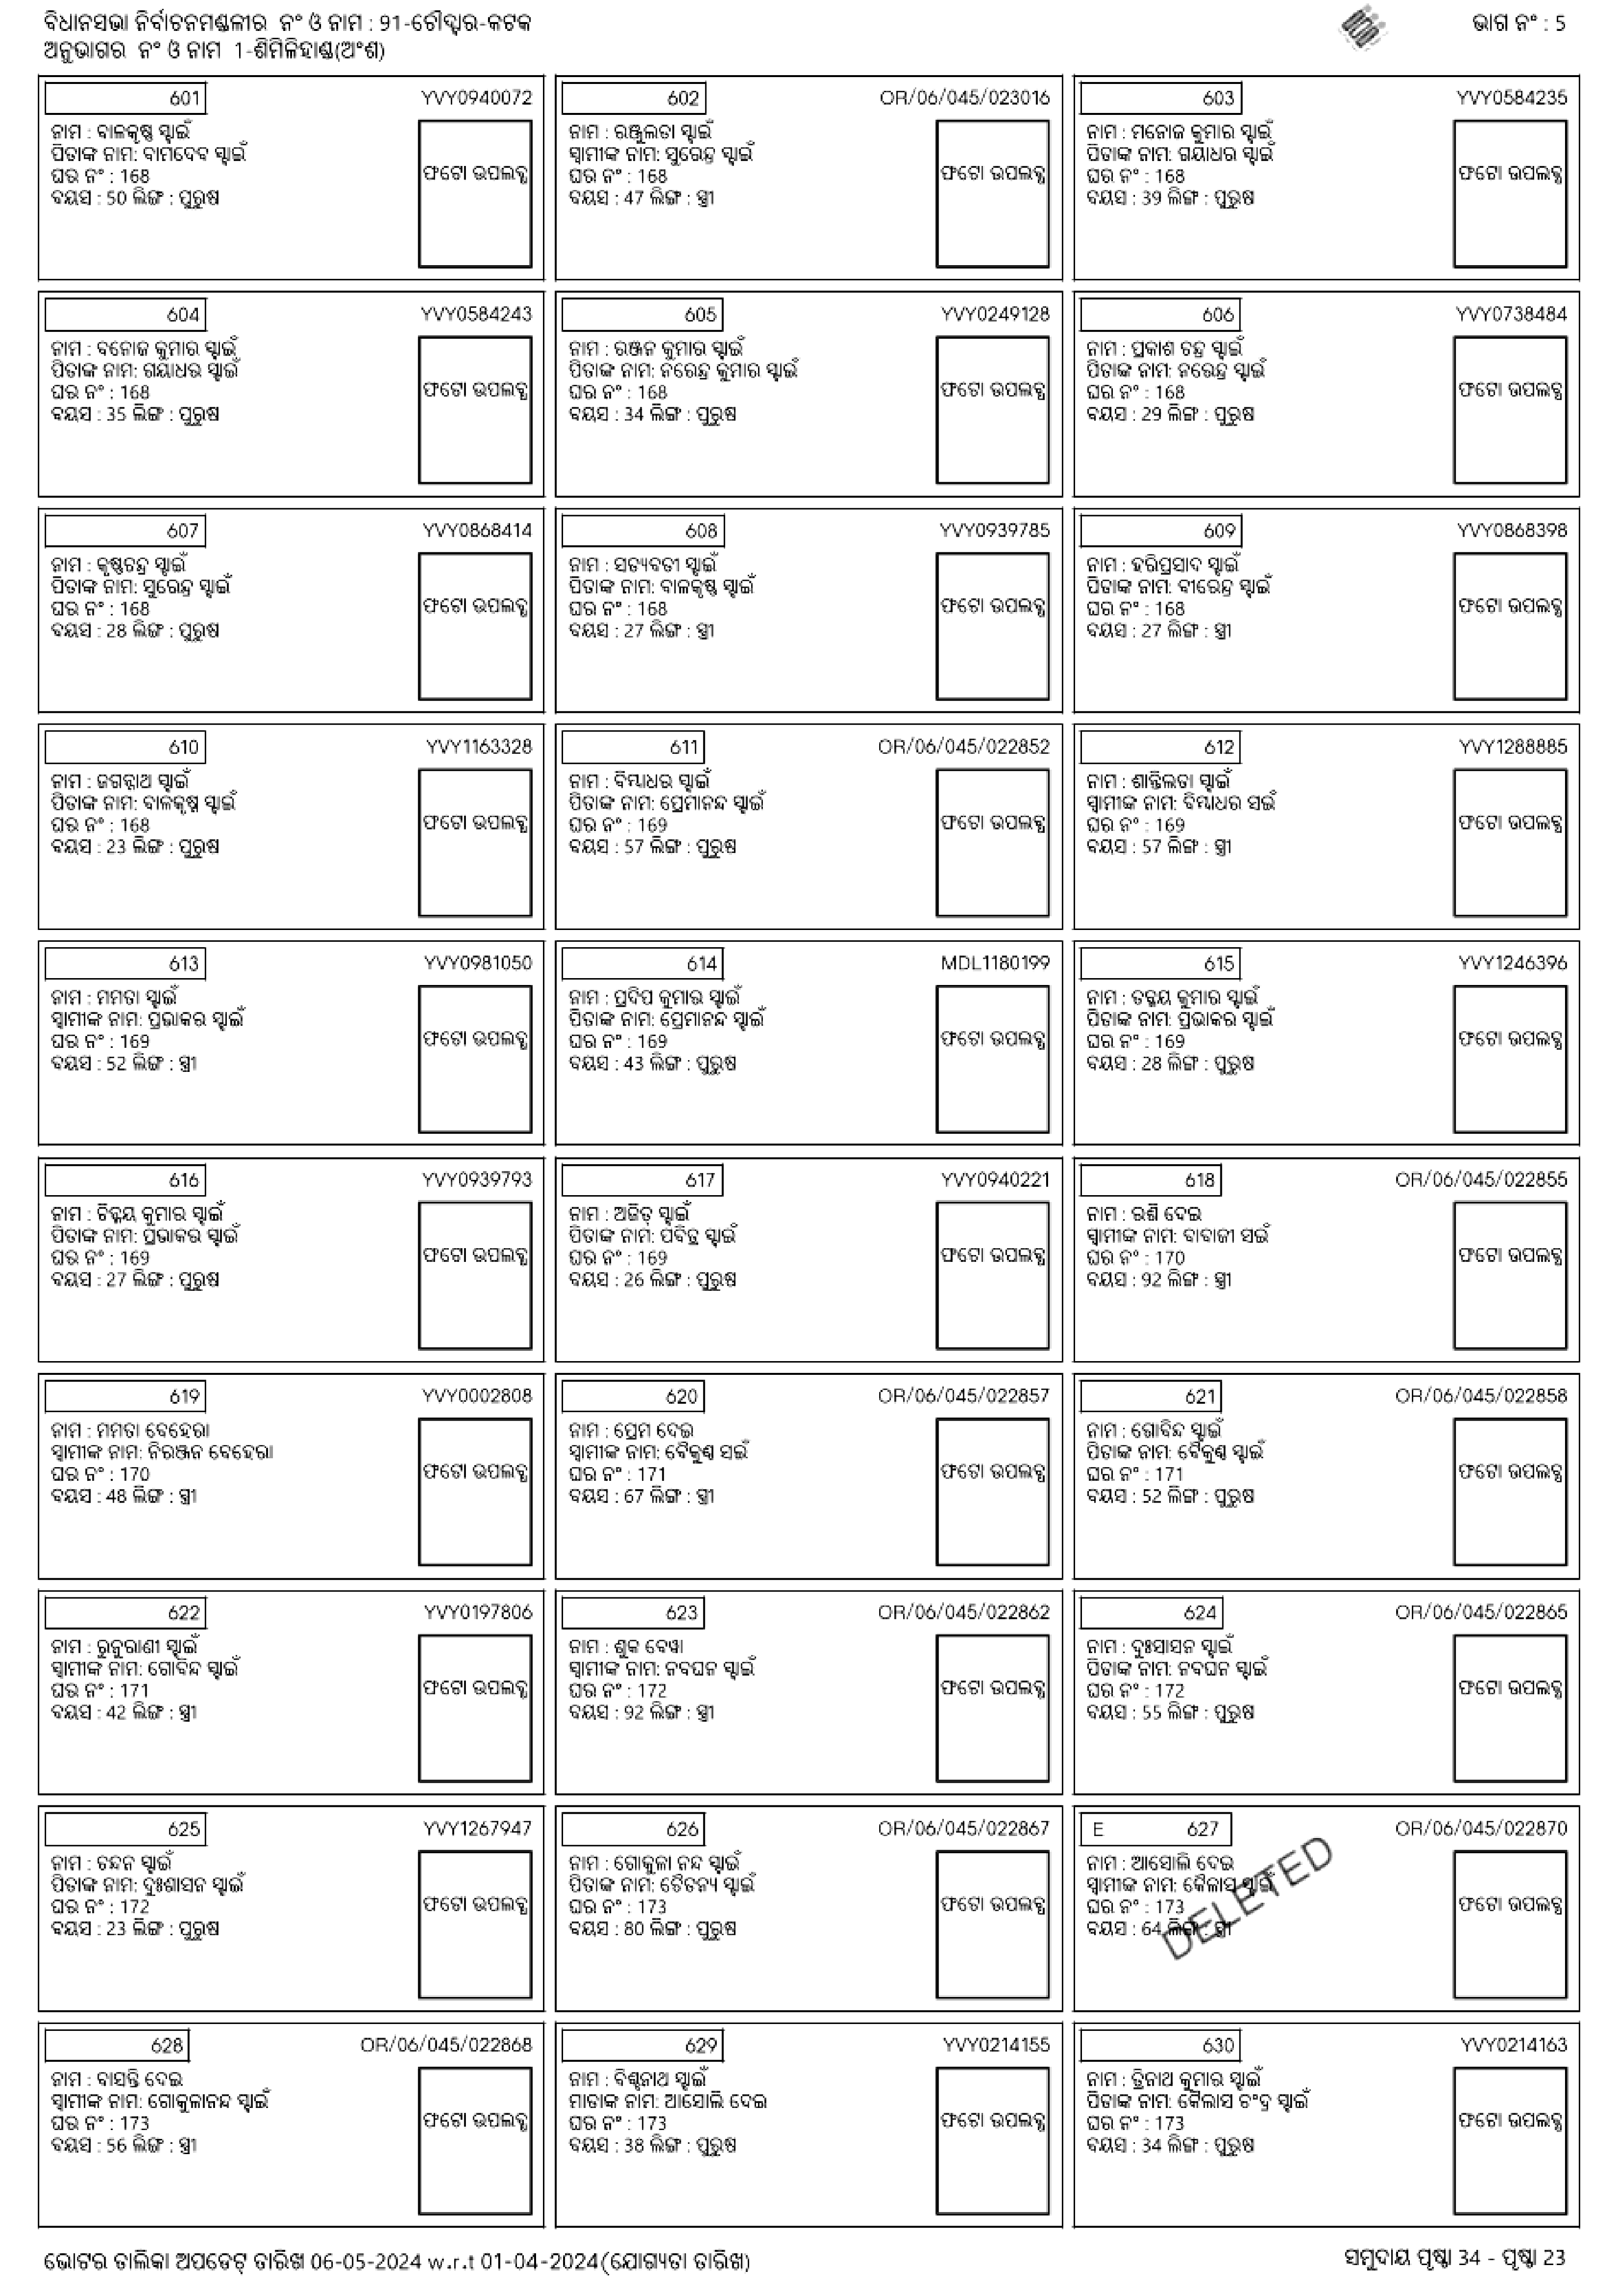 ବିଧାନସଭା ନିର୍ବାଚନମଣ୍ଡଳୀର ନଂ ଓ ନାମ : 91-ଚୌଦ୍ୱାର-କଟକ
ଅନୁଭାଗର ନଂ ଓ ନାମ 1-ଶିମିଳିହାଣ୍ଡି(ଅଂଶ)
ଭାଗ ନଂ : 5
601 YVY0940072
ନାମ : ବାଳକୃଷ୍ଣ ସ୍ବାଇଁ
ପିତାଙ୍କ ନାମ: ବାମଦେବ ସ୍ବାଇଁ
ଘର ନଂ : 168
ବୟସ : 50 ଲିଙ୍ଗ : ପୁରୁଷ
ଫଟୋ ଉପଲବ୍ଧ
602 OR/06/045/023016
ନାମ : ରଞ୍ଜୁଲତା ସ୍ବାଇଁ
ସ୍ୱାମୀଙ୍କ ନାମ: ସୁରେନ୍ଦ୍ର ସ୍ବାଇଁ
ଘର ନଂ : 168
ବୟସ : 47 ଲିଙ୍ଗ : ସ୍ତ୍ରୀ
ଫଟୋ ଉପଲବ୍ଧ
603 YVY0584235
ନାମ : ମନୋଜ କୁମାର ସ୍ବାଇଁ
ପିତାଙ୍କ ନାମ: ଗୟାଧର ସ୍ବାଇଁ
ଘର ନଂ : 168
ବୟସ : 39 ଲିଙ୍ଗ : ପୁରୁଷ
ଫଟୋ ଉପଲବ୍ଧ
604 YVY0584243
ନାମ : ବନୋଜ କୁମାର ସ୍ବାଇଁ
ପିତାଙ୍କ ନାମ: ଗୟାଧର ସ୍ବାଇଁ
ଘର ନଂ : 168
ବୟସ : 35 ଲିଙ୍ଗ : ପୁରୁଷ
ଫଟୋ ଉପଲବ୍ଧ
605 YVY0249128
ନାମ : ରଞ୍ଜନ କୁମାର ସ୍ବାଇଁ
ପିତାଙ୍କ ନାମ: ନରେନ୍ଦ୍ର କୁମାର ସ୍ବାଇଁ
ଘର ନଂ : 168
ବୟସ : 34 ଲିଙ୍ଗ : ପୁରୁଷ
ଫଟୋ ଉପଲବ୍ଧ
606 YVY0738484
ନାମ : ପ୍ରକାଶ ଚନ୍ଦ୍ର ସ୍ବାଇଁ
ପିତାଙ୍କ ନାମ: ନରେନ୍ଦ୍ର ସ୍ବାଇଁ
ଘର ନଂ : 168
ବୟସ : 29 ଲିଙ୍ଗ : ପୁରୁଷ
ଫଟୋ ଉପଲବ୍ଧ
607 YVY0868414
ନାମ : କୃଷ୍ଣଚନ୍ଦ୍ର ସ୍ବାଇଁ
ପିତାଙ୍କ ନାମ: ସୁରେନ୍ଦ୍ର ସ୍ବାଇଁ
ଘର ନଂ : 168
ବୟସ : 28 ଲିଙ୍ଗ : ପୁରୁଷ
ଫଟୋ ଉପଲବ୍ଧ
608 YVY0939785
ନାମ : ସତ୍ୟବତୀ ସ୍ବାଇଁ
ପିତାଙ୍କ ନାମ: ବାଳକୃଷ୍ଣ ସ୍ବାଇଁ
ଘର ନଂ : 168
ବୟସ : 27 ଲିଙ୍ଗ : ସ୍ତ୍ରୀ
ଫଟୋ ଉପଲବ୍ଧ
609 YVY0868398
ନାମ : ହରିପ୍ରସାଦ ସ୍ବାଇଁ
ପିତାଙ୍କ ନାମ: ବୀରେନ୍ଦ୍ର ସ୍ବାଇଁ
ଘର ନଂ : 168
ବୟସ : 27 ଲିଙ୍ଗ : ସ୍ତ୍ରୀ
ଫଟୋ ଉପଲବ୍ଧ
610 YVY1163328
ନାମ : ଜଗନ୍ନାଥ ସ୍ବାଇଁ
ପିତାଙ୍କ ନାମ: ବାଳକୃଷ୍ଣ ସ୍ବାଇଁ
ଘର ନଂ : 168
ବୟସ : 23 ଲିଙ୍ଗ : ପୁରୁଷ
ଫଟୋ ଉପଲବ୍ଧ
611 OR/06/045/022852
ନାମ : ବିମ୍ବାଧର ସ୍ବାଇଁ
ପିତାଙ୍କ ନାମ: ପ୍ରେମାନନ୍ଦ ସ୍ବାଇଁ
ଘର ନଂ : 169
ବୟସ : 57 ଲିଙ୍ଗ : ପୁରୁଷ
ଫଟୋ ଉପଲବ୍ଧ
612 YVY1288885
ନାମ : ଶାନ୍ତିଲତା ସ୍ବାଇଁ
ସ୍ୱାମୀଙ୍କ ନାମ: ବିମ୍ବାଧର ସଇଁ
ଘର ନଂ : 169
ବୟସ : 57 ଲିଙ୍ଗ : ସ୍ତ୍ରୀ
ଫଟୋ ଉପଲବ୍ଧ
613 YVY0981050
ନାମ : ମମତା ସ୍ବାଇଁ
ସ୍ୱାମୀଙ୍କ ନାମ: ପ୍ରଭାକର ସ୍ବାଇଁ
ଘର ନଂ : 169
ବୟସ : 52 ଲିଙ୍ଗ : ସ୍ତ୍ରୀ
ଫଟୋ ଉପଲବ୍ଧ
614 MDL1180199
ନାମ : ପ୍ରଦିପ କୁମାର ସ୍ବାଇଁ
ପିତାଙ୍କ ନାମ: ପ୍ରେମାନନ୍ଦ ସ୍ବାଇଁ
ଘର ନଂ : 169
ବୟସ : 43 ଲିଙ୍ଗ : ପୁରୁଷ
ଫଟୋ ଉପଲବ୍ଧ
615 YVY1246396
ନାମ : ତନ୍ମୟ କୁମାର ସ୍ବାଇଁ
ପିତାଙ୍କ ନାମ: ପ୍ରଭାକର ସ୍ବାଇଁ
ଘର ନଂ : 169
ବୟସ : 28 ଲିଙ୍ଗ : ପୁରୁଷ
ଫଟୋ ଉପଲବ୍ଧ
616 YVY0939793
ନାମ : ଚିନ୍ମୟ କୁମାର ସ୍ବାଇଁ
ପିତାଙ୍କ ନାମ: ପ୍ରଭାକର ସ୍ବାଇଁ
ଘର ନଂ : 169
ବୟସ : 27 ଲିଙ୍ଗ : ପୁରୁଷ
ଫଟୋ ଉପଲବ୍ଧ
617 YVY0940221
ନାମ : ଅଜିତ୍ ସ୍ବାଇଁ
ପିତାଙ୍କ ନାମ: ପବିତ୍ର ସ୍ବାଇଁ
ଘର ନଂ : 169
ବୟସ : 26 ଲିଙ୍ଗ : ପୁରୁଷ
ଫଟୋ ଉପଲବ୍ଧ
618 OR/06/045/022855
ନାମ : ଋଶି ଦେଇ
ସ୍ୱାମୀଙ୍କ ନାମ: ବାବାଜୀ ସଇଁ
ଘର ନଂ : 170
ବୟସ : 92 ଲିଙ୍ଗ : ସ୍ତ୍ରୀ
ଫଟୋ ଉପଲବ୍ଧ
619 YVY0002808
ନାମ : ମମତା ବେହେରା
ସ୍ୱାମୀଙ୍କ ନାମ: ନିରଞ୍ଜନ ବେହେରା
ଘର ନଂ : 170
ବୟସ : 48 ଲିଙ୍ଗ : ସ୍ତ୍ରୀ
ଫଟୋ ଉପଲବ୍ଧ
620 OR/06/045/022857
ନାମ : ପ୍ରେମ ଦେଇ
ସ୍ୱାମୀଙ୍କ ନାମ: ବୈକୁଣ୍ଠ ସଇଁ
ଘର ନଂ : 171
ବୟସ : 67 ଲିଙ୍ଗ : ସ୍ତ୍ରୀ
ଫଟୋ ଉପଲବ୍ଧ
621 OR/06/045/022858
ନାମ : ଗୋବିନ୍ଦ ସ୍ବାଇଁ
ପିତାଙ୍କ ନାମ: ବୈକୁଣ୍ଠ ସ୍ବାଇଁ
ଘର ନଂ : 171
ବୟସ : 52 ଲିଙ୍ଗ : ପୁରୁଷ
ଫଟୋ ଉପଲବ୍ଧ
622 YVY0197806
ନାମ : ରୁନୁରାଣୀ ସ୍ବାଇଁ
ସ୍ୱାମୀଙ୍କ ନାମ: ଗୋବିନ୍ଦ ସ୍ବାଇଁ
ଘର ନଂ : 171
ବୟସ : 42 ଲିଙ୍ଗ : ସ୍ତ୍ରୀ
ଫଟୋ ଉପଲବ୍ଧ
623 OR/06/045/022862
ନାମ : ଶୁକ ବେୱା
ସ୍ୱାମୀଙ୍କ ନାମ: ନବଘନ ସ୍ବାଇଁ
ଘର ନଂ : 172
ବୟସ : 92 ଲିଙ୍ଗ : ସ୍ତ୍ରୀ
ଫଟୋ ଉପଲବ୍ଧ
624 OR/06/045/022865
ନାମ : ଦୁଃସାସନ ସ୍ବାଇଁ
ପିତାଙ୍କ ନାମ: ନବଘନ ସ୍ବାଇଁ
ଘର ନଂ : 172
ବୟସ : 55 ଲିଙ୍ଗ : ପୁରୁଷ
ଫଟୋ ଉପଲବ୍ଧ
625 YVY1267947
ନାମ : ଚନ୍ଦନ ସ୍ବାଇଁ
ପିତାଙ୍କ ନାମ: ଦୁଃଶାସନ ସ୍ବାଇଁ
ଘର ନଂ : 172
ବୟସ : 23 ଲିଙ୍ଗ : ପୁରୁଷ
ଫଟୋ ଉପଲବ୍ଧ
626 OR/06/045/022867
ନାମ : ଗୋକୁଳା ନନ୍ଦ ସ୍ବାଇଁ
ପିତାଙ୍କ ନାମ: ଚୈତନ୍ୟ ସ୍ବାଇଁ
ଘର ନଂ : 173
ବୟସ : 80 ଲିଙ୍ଗ : ପୁରୁଷ
ଫଟୋ ଉପଲବ୍ଧ
E 627 OR/06/045/022870
ନାମ : ଆସୋଲି ଦେଇ
ସ୍ୱାମୀଙ୍କ ନାମ: କୈଳାସ ସ୍ବାଇଁ
ଘର ନଂ : 173
ବୟସ : 64 ଲିଙ୍ଗ : ସ୍ତ୍ରୀ
DELETED
ଫଟୋ ଉପଲବ୍ଧ
628 OR/06/045/022868
ନାମ : ବାସନ୍ତି ଦେଇ
ସ୍ୱାମୀଙ୍କ ନାମ: ଗୋକୁଳାନନ୍ଦ ସ୍ବାଇଁ
ଘର ନଂ : 173
ବୟସ : 56 ଲିଙ୍ଗ : ସ୍ତ୍ରୀ
ଫଟୋ ଉପଲବ୍ଧ
629 YVY0214155
ନାମ : ବିଶ୍ୱନାଥ ସ୍ବାଇଁ
ମାତାଙ୍କ ନାମ: ଆସୋଲି ଦେଇ
ଘର ନଂ : 173
ବୟସ : 38 ଲିଙ୍ଗ : ପୁରୁଷ
ଫଟୋ ଉପଲବ୍ଧ
630 YVY0214163
ନାମ : ତ୍ରିନାଥ କୁମାର ସ୍ବାଇଁ
ପିତାଙ୍କ ନାମ: କୈଲାସ ଚଂଦ୍ର ସ୍ବାଇଁ
ଘର ନଂ : 173
ବୟସ : 34 ଲିଙ୍ଗ : ପୁରୁଷ
ଫଟୋ ଉପଲବ୍ଧ
ଭୋଟର ତାଲିକା ଅପଡେଟ୍ ତାରିଖ 06-05-2024 w.r.t 01-04-2024(ଯୋଗ୍ୟତା ତାରିଖ)
ସମୁଦାୟ ପୃଷ୍ଠା 34 - ପୃଷ୍ଠା 23